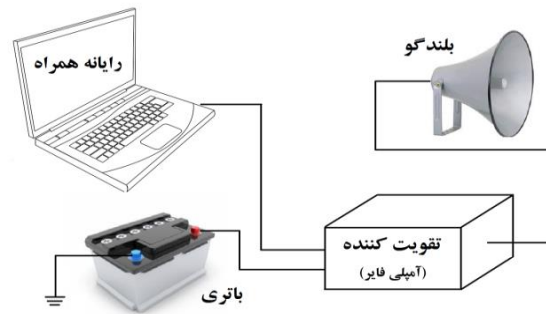 رایانه همراه
بلندگو
تقویت کننده
(آمپلی فایر)
باتری